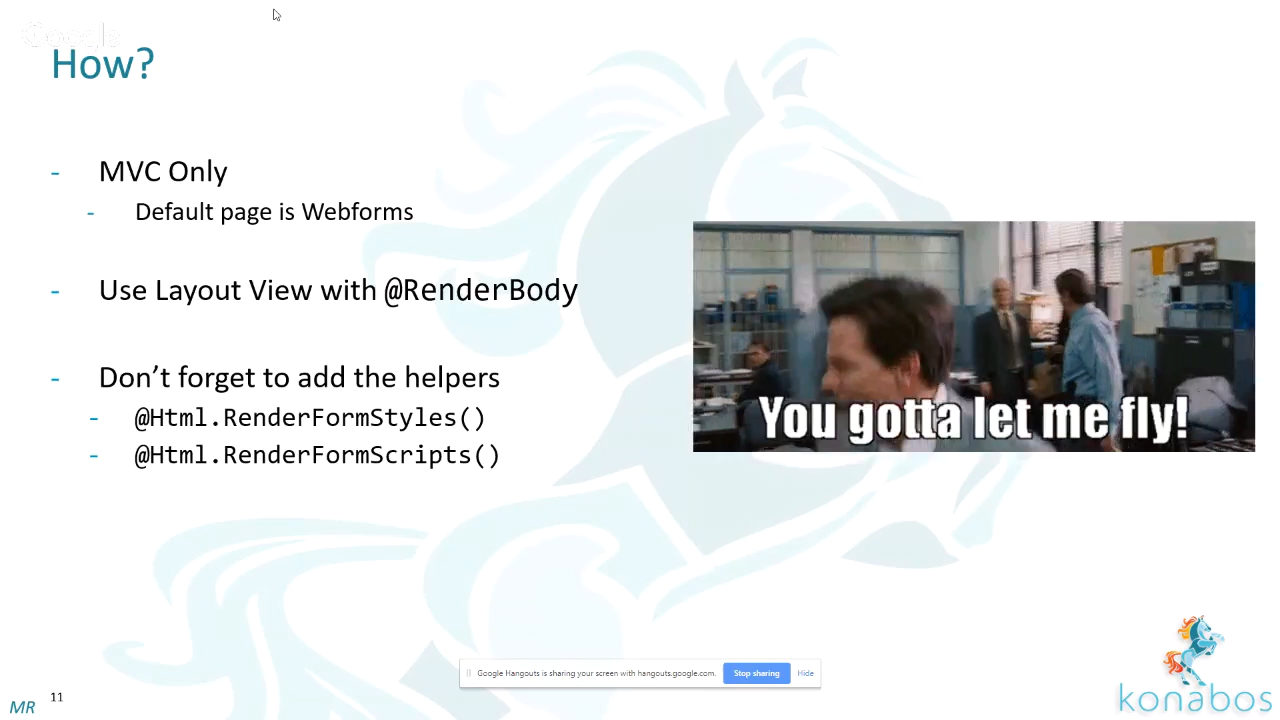 Google
How?
- MVC Only
- Default page is Webforms
- Use Layout View with @RenderBody
- Don’t forget to add the helpers
- @Html.RenderFormStyles()
- @Html.RenderFormScripts()
You gotta let me fly!
Google Hangouts is sharing your screen with hangouts.google.com.
Stop sharing
Hide
konabos
MR
11